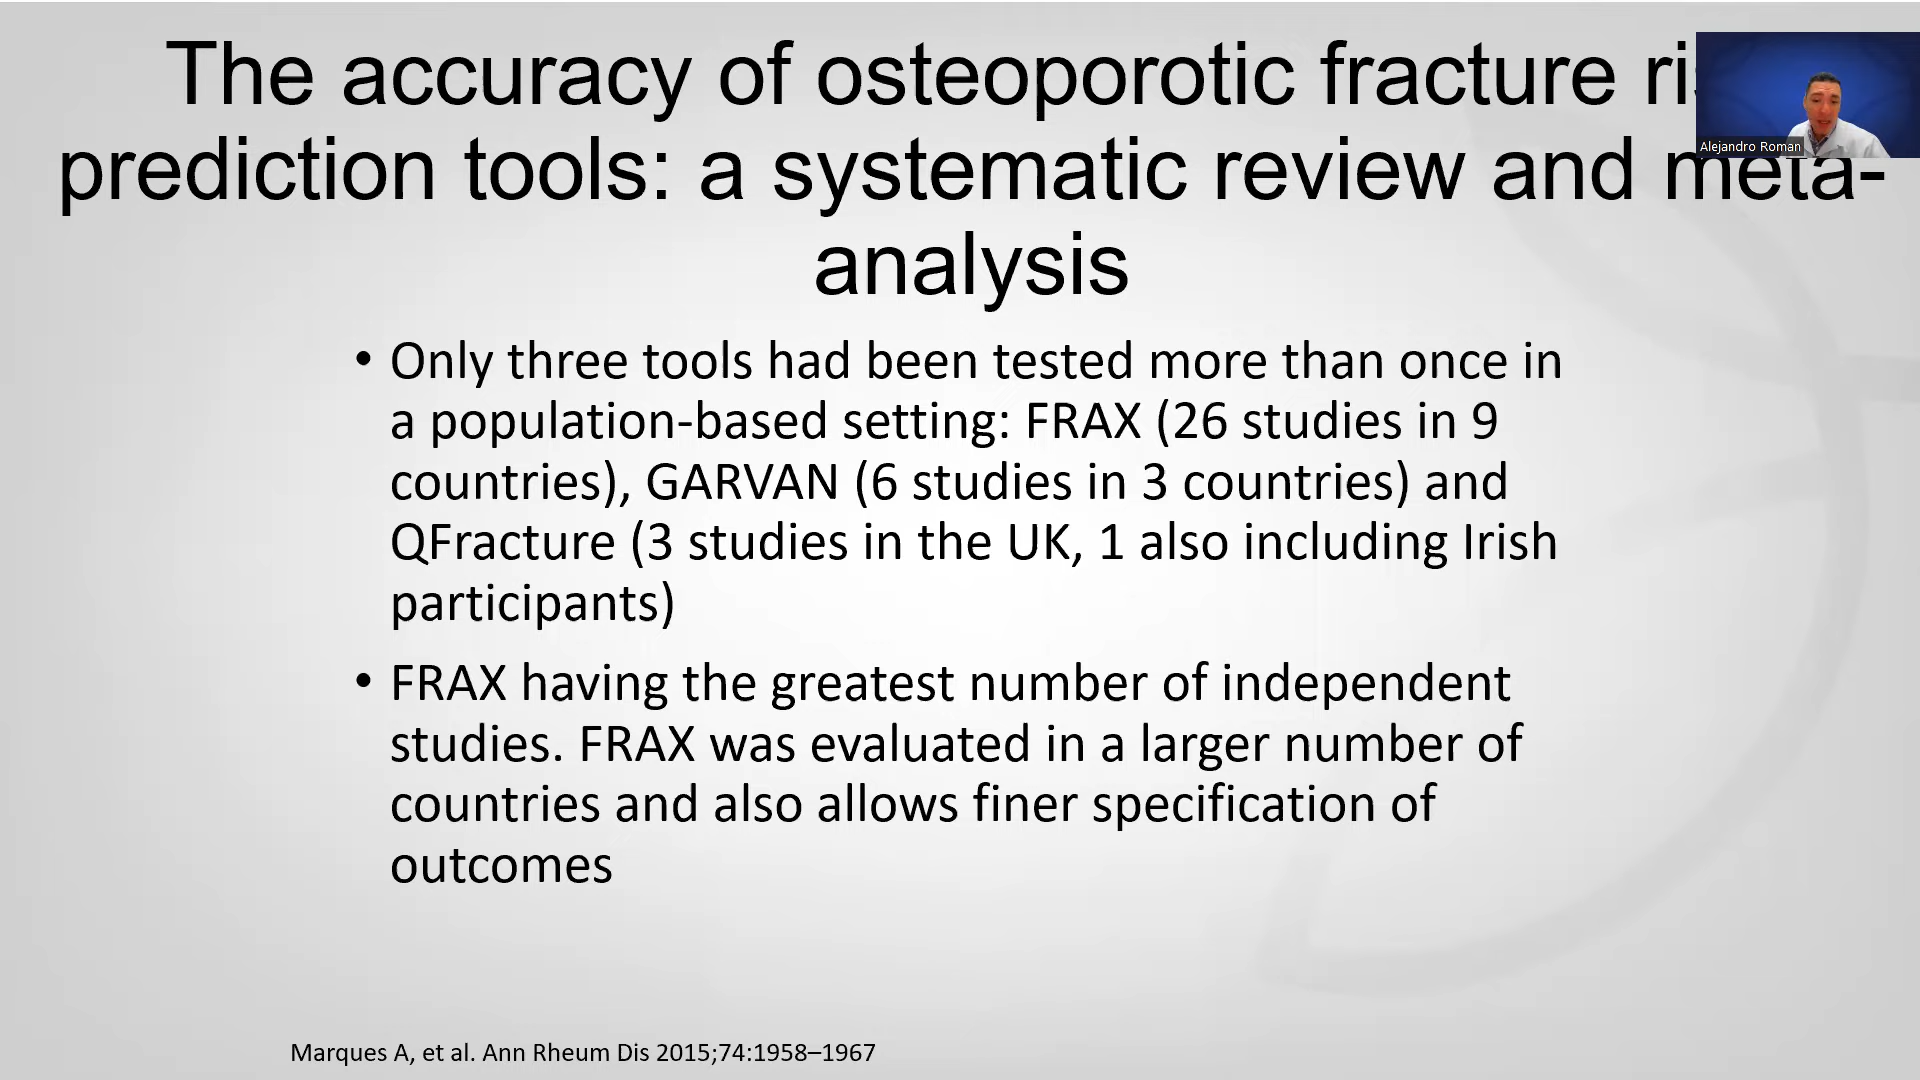 The accuracy of osteoporotic fracture
prediction tools: a systematic review and meta-
analysis
Alejandro Roman
• Only three tools had been tested more than once in
a population-based setting: FRAX (26 studies in 9
countries), GARVAN (6 studies in 3 countries) and
QFracture (3 studies in the UK, 1 also including Irish
participants)
• FRAX having the greatest number of independent
studies. FRAX was evaluated in a larger number of
countries and also allows finer specification of
outcomes
Marques A, et al. Ann Rheum Dis 2015;74:1958–1967